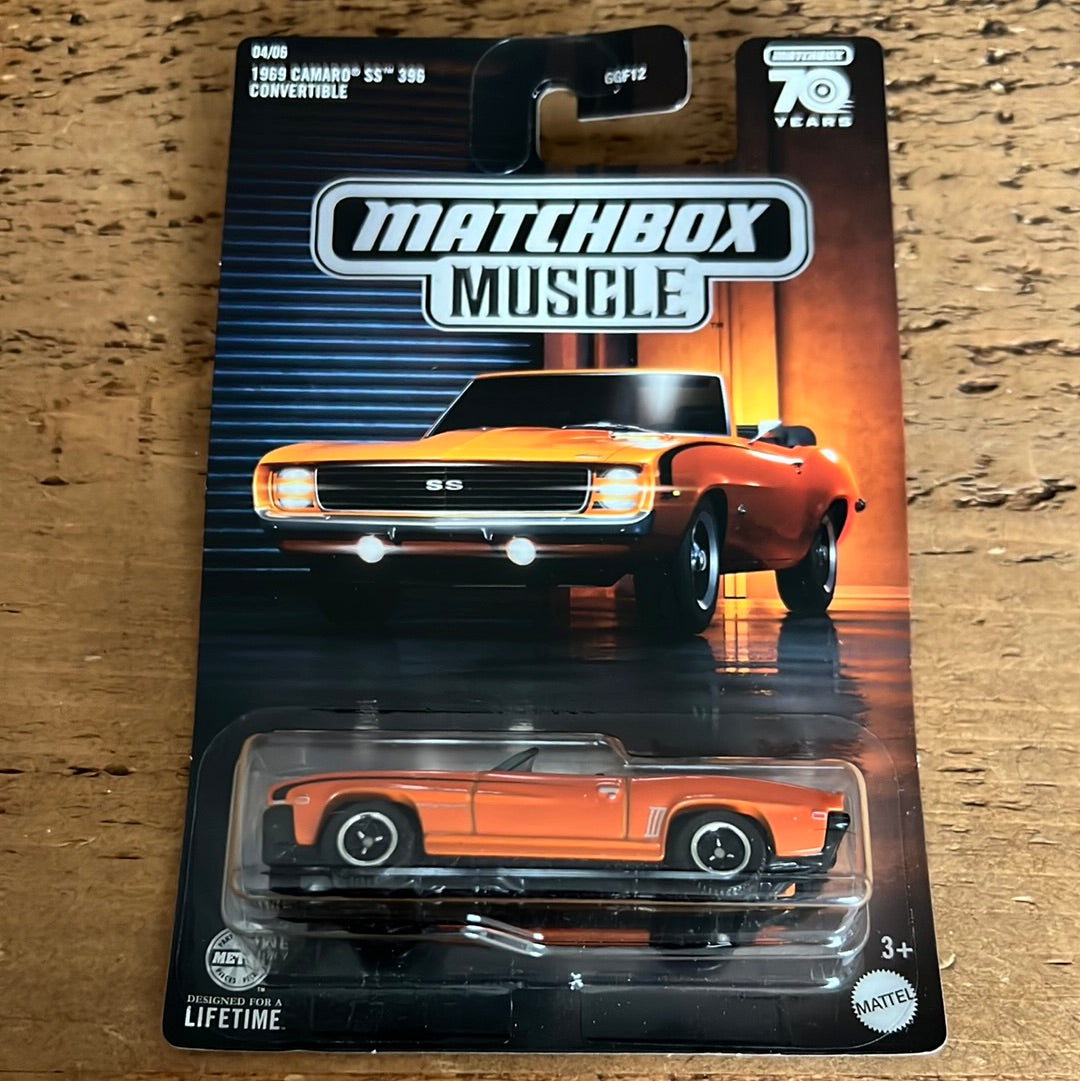 04/06
1969 CAMARO® SS™ 396
CONVERTIBLE
GGF12
MATCHBOX
70
YEARS
MATCHBOX
MUSCLE
SS
3+
DESIGNED FOR A
LIFETIME
MATTEL